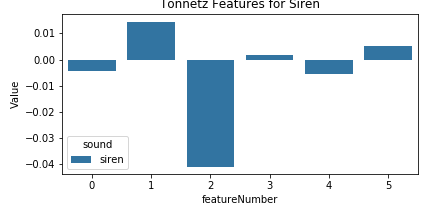 Tonnetz Features for Siren
0.01
0.00
−0.01
−0.02
−0.03
−0.04
Value
sound
siren
0 1 2 3 4 5
featureNumber